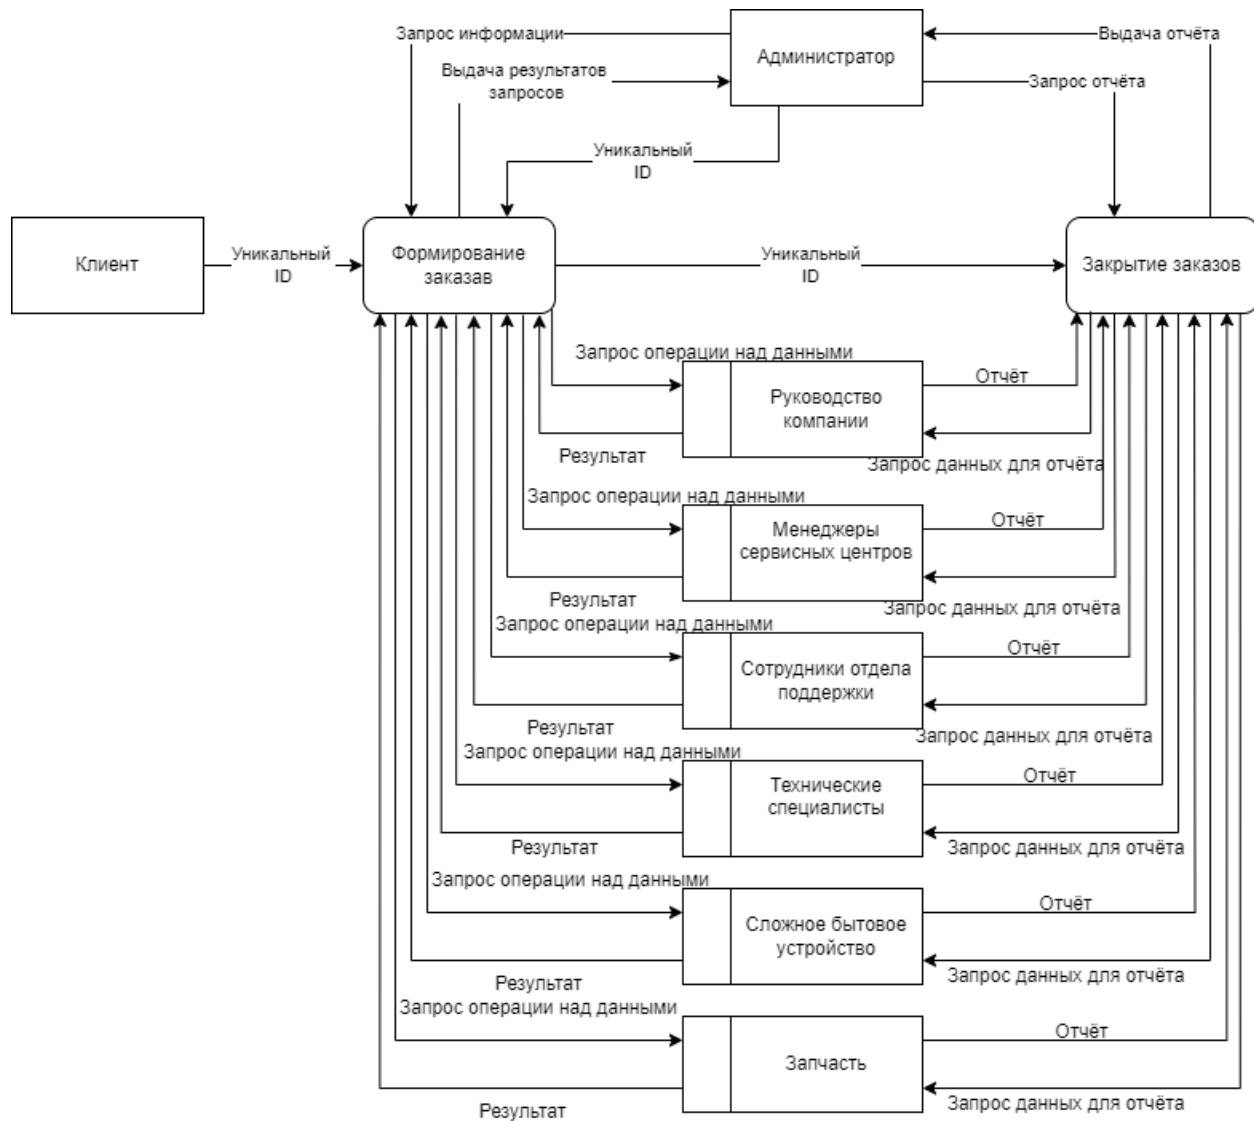 Запрос информации
Администратор
Выдача отчёта
Выдача результатов
запросов
Запрос отчёта
Уникальный
ID
Клиент
Уникальный
ID
Формирование
заказав
Уникальный
ID
Закрытие заказов
Запрос операции над данными
Руководство
компании
Отчёт
Результат
Запрос данных для отчёта
Запрос операции над данными
Менеджеры
сервисных центров
Отчёт
Результат
Запрос данных для отчёта
Запрос операции над данными
Сотрудники отдела
поддержки
Отчёт
Результат
Запрос данных для отчёта
Запрос операции над данными
Технические
специалисты
Отчёт
Результат
Запрос данных для отчёта
Запрос операции над данными
Сложное бытовое
устройство
Отчёт
Результат
Запрос данных для отчёта
Запрос операции над данными
Запчасть
Отчёт
Результат
Запрос данных для отчёта